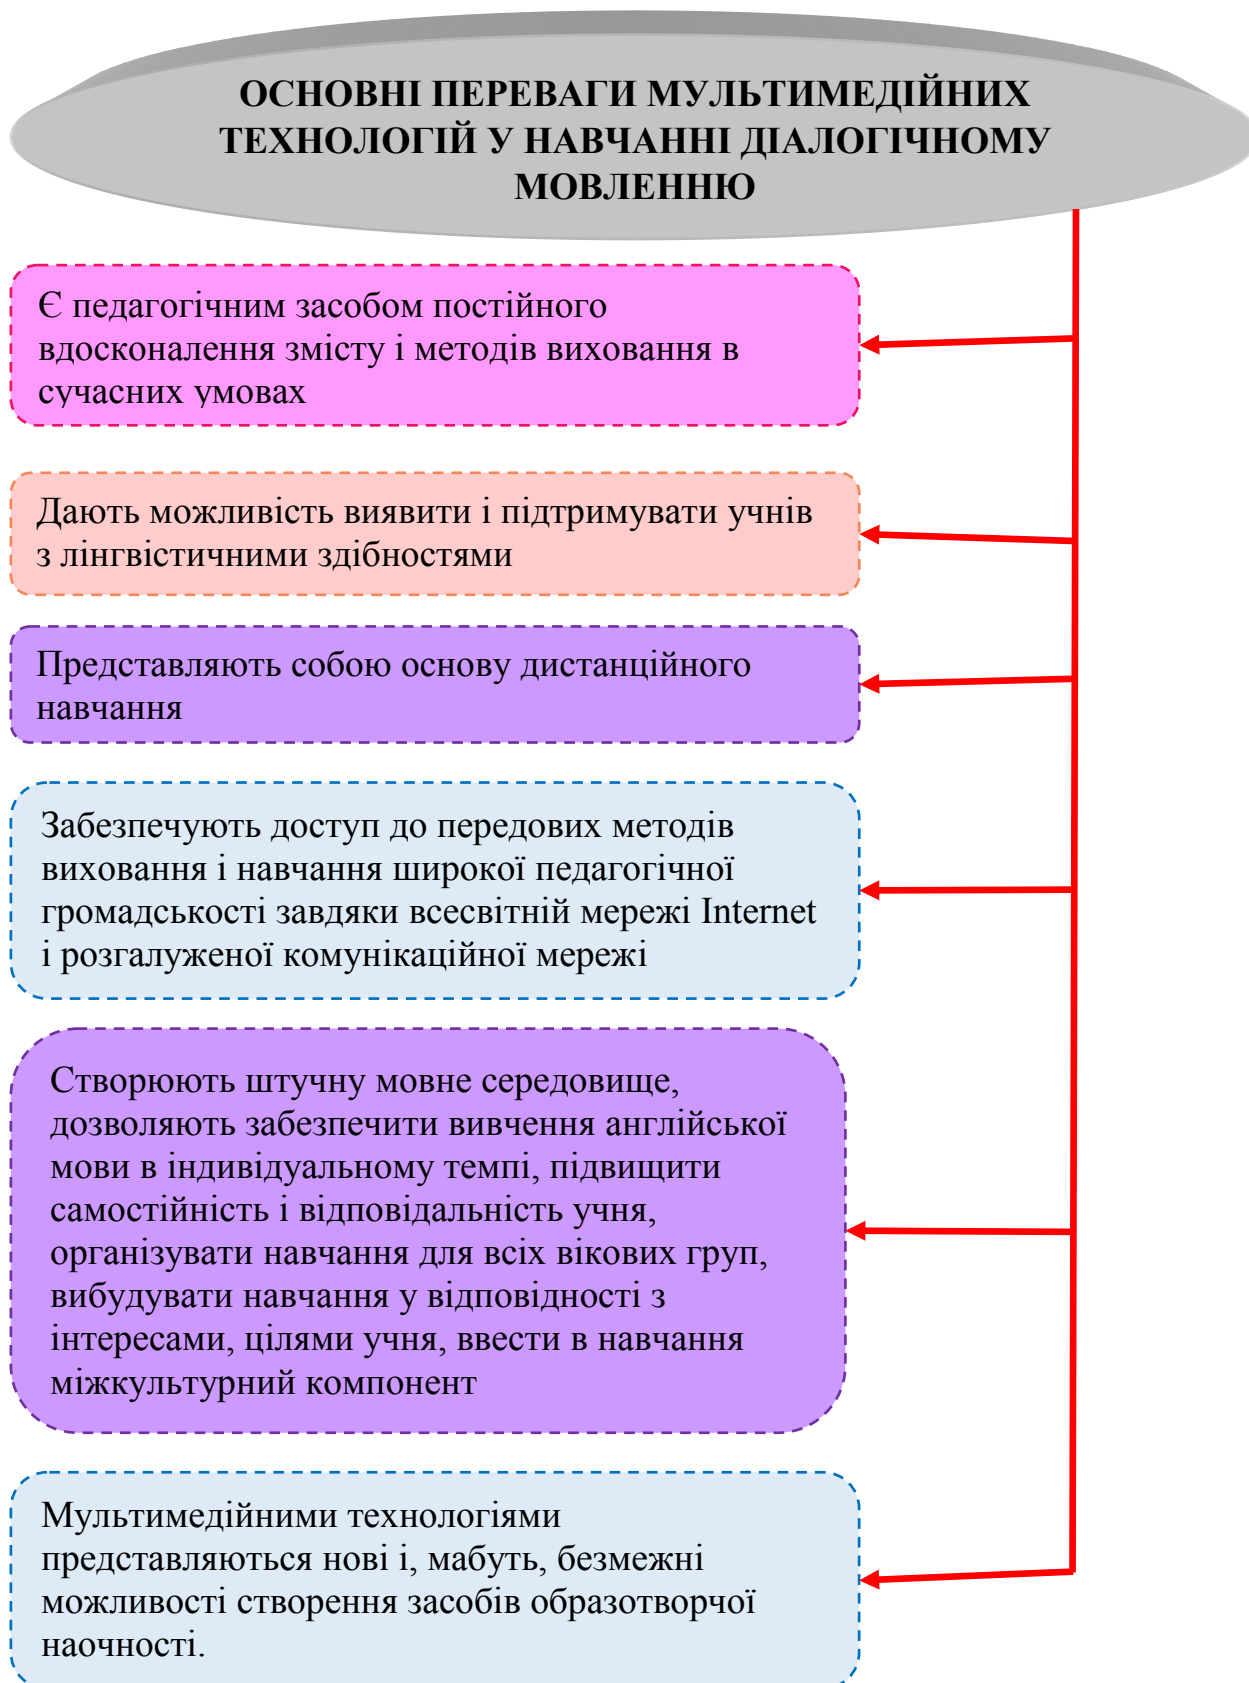 ОСНОВНІ ПЕРЕВАГИ МУЛЬТИМЕДІЙНИХ
ТЕХНОЛОГІЙ У НАВЧАННІ ДІАЛОГІЧНОМУ
МОВЛЕННЮ
Є педагогічним засобом постійного
вдосконалення змісту і методів виховання в
сучасних умовах
Дають можливість виявити і підтримувати учнів
з лінгвістичними здібностями
Представляють собою основу дистанційного
навчання
Забезпечують доступ до передових методів
виховання і навчання широкої педагогічної
громадськості завдяки всесвітній мережі Internet
і розгалуженої комунікаційної мережі
Створюють штучну мовне середовище,
дозволяють забезпечити вивчення англійської
мови в індивідуальному темпі, підвищити
самостійність і відповідальність учня,
організувати навчання для всіх вікових груп,
вибудувати навчання у відповідності з
інтересами, цілями учня, ввести в навчання
міжкультурний компонент
Мультимедійними технологіями
представляються нові і, мабуть, безмежні
можливості створення засобів образотворчої
наочності.